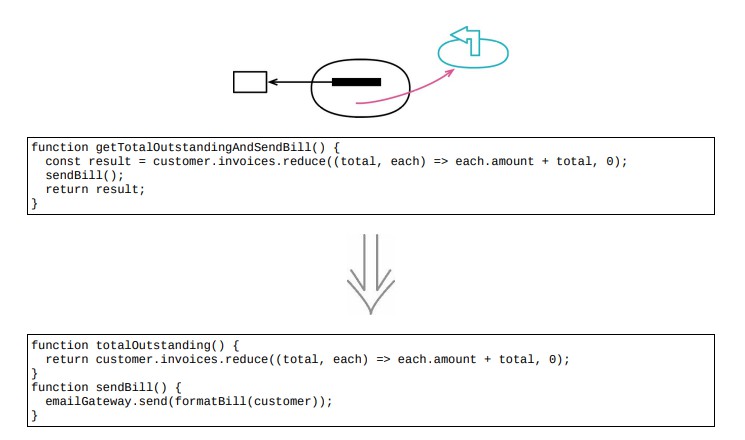 function getTotalOutstandingAndSendBill() {
  const result = customer.invoices.reduce((total, each) => each.amount + total, 0);
  sendBill();
  return result;
}
function totalOutstanding() {
  return customer.invoices.reduce((total, each) => each.amount + total, 0);
}
function sendBill() {
  emailGateway.send(formatBill(customer));
}